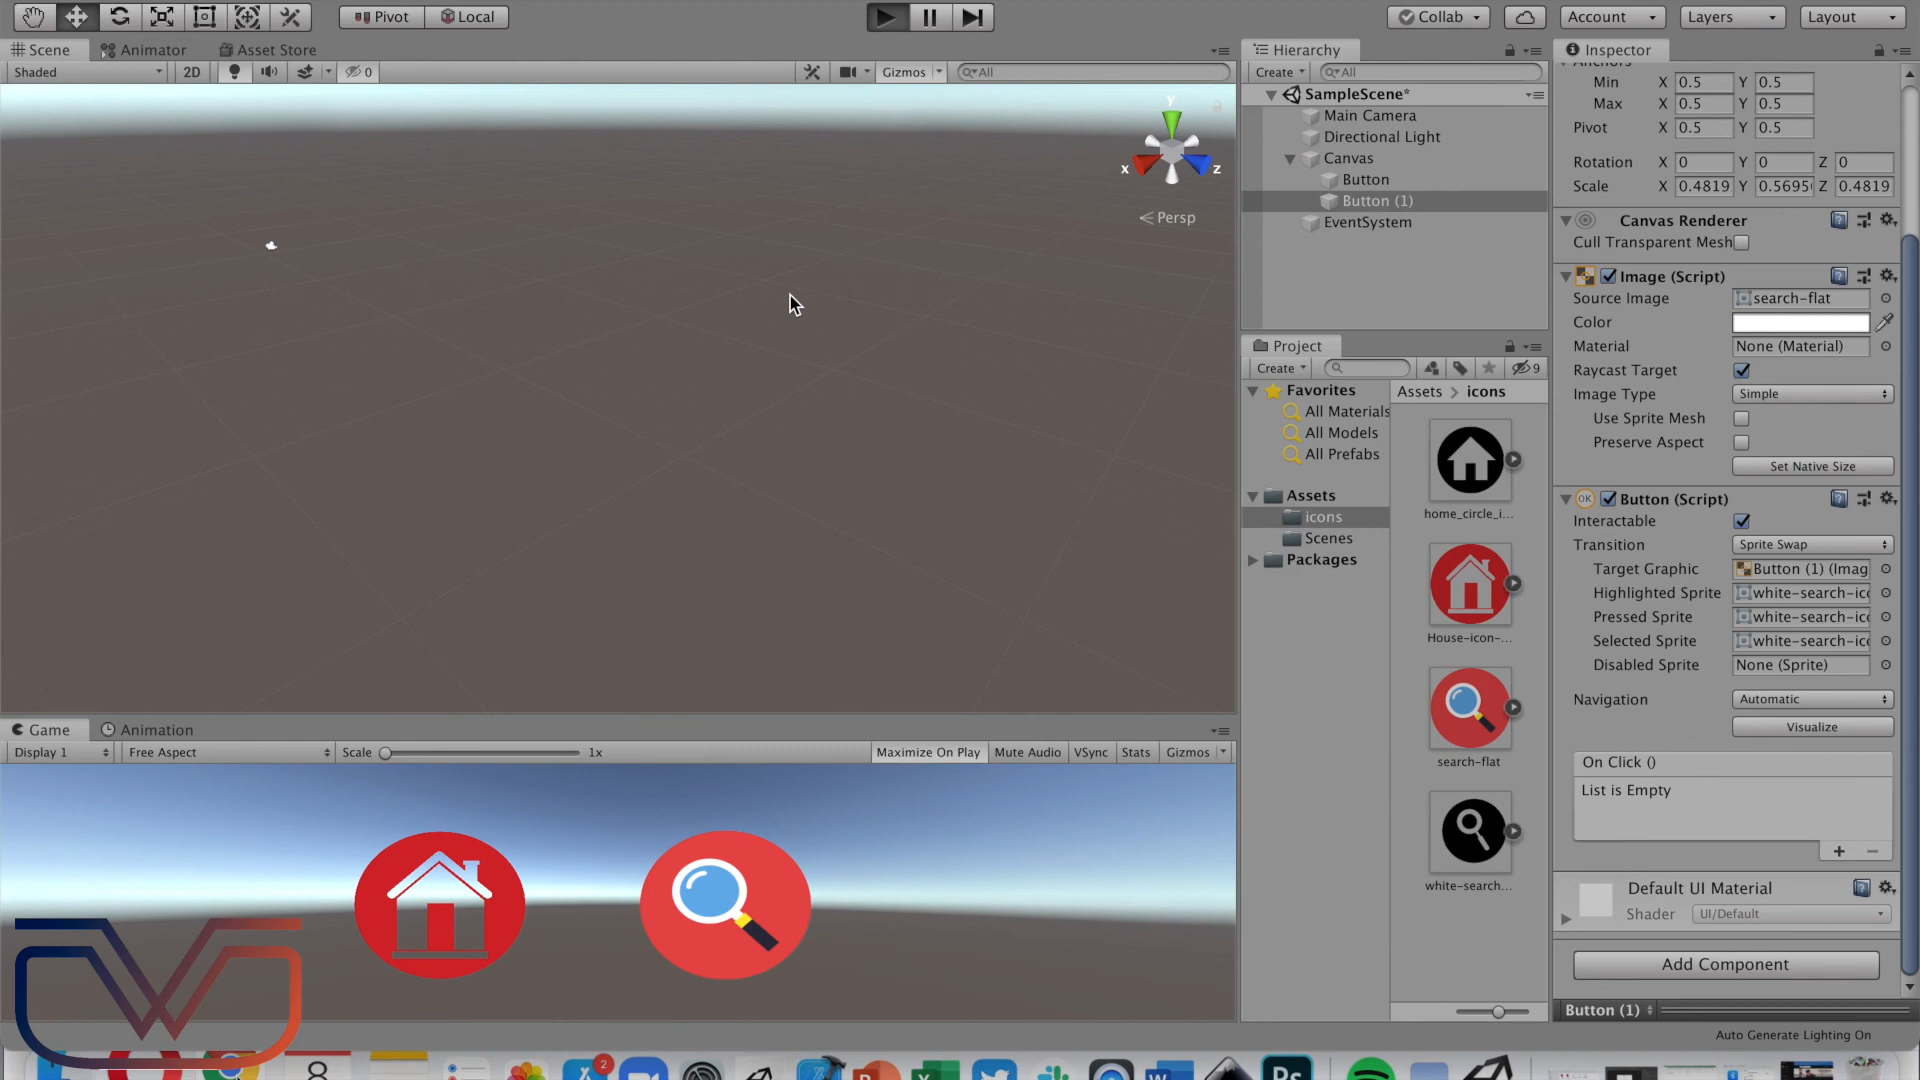 Pivot Local Collab Account Layers Layout
Scene Animator Asset Store
Shaded 2D 0 Gizmos All
y
x z
Persp
Hierarchy
Create All
SampleScene*
Main Camera
Directional Light
Canvas
Button
Button (1)
EventSystem
Project
Create 9
Favorites
All Materials
All Models
All Prefabs
Assets
icons
Scenes
Packages
Assets > icons
home_circle_i...
House-icon-...
search-flat
white-search...
Inspector
Anchors
Min X 0.5 Y 0.5
Max X 0.5 Y 0.5
Pivot X 0.5 Y 0.5
Rotation X 0 Y 0 Z 0
Scale X 0.4819 Y 0.5695 Z 0.4819
Canvas Renderer
Cull Transparent Mesh
Image (Script)
Source Image search-flat
Color
Material None (Material)
Raycast Target
Image Type Simple
Use Sprite Mesh
Preserve Aspect
Set Native Size
OK Button (Script)
Interactable
Transition Sprite Swap
Target Graphic Button (1) (Imag
Highlighted Sprite white-search-ic
Pressed Sprite white-search-ic
Selected Sprite white-search-ic
Disabled Sprite None (Sprite)
Navigation Automatic
Visualize
On Click ()
List is Empty
+ −
Default UI Material
Shader UI/Default
Add Component
Button (1)
Auto Generate Lighting On
Game Animation
Display 1 Free Aspect Scale 1x Maximize On Play Mute Audio VSync Stats Gizmos
8
2
Ps